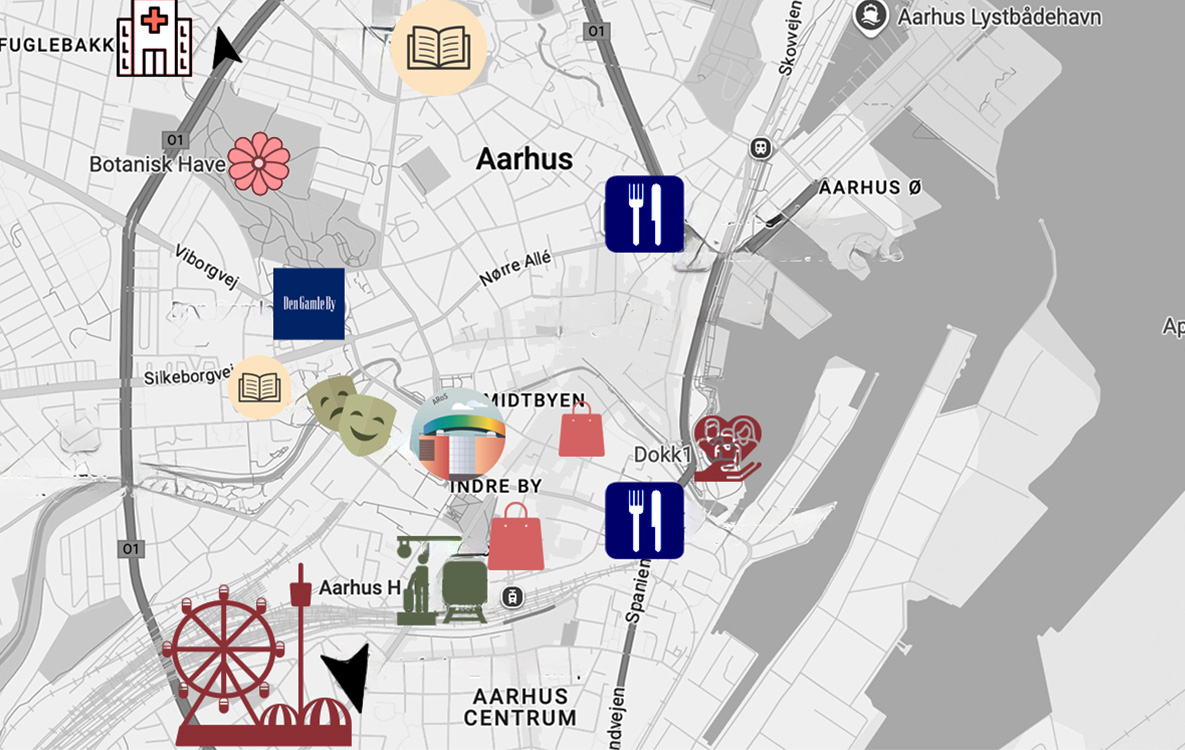 Aarhus Lystbådehavn
01
Skovvejen
FUGLEBAKK
01
Botanisk Have
Aarhus
AARHUS Ø
Viborgvej
Nørre Allé
Den Gamle By
Ap
Silkeborgvej
ARoS
MIDTBYEN
Dokk1
INDRE BY
01
Aarhus H
Spanien
AARHUS
CENTRUM
ndvejen